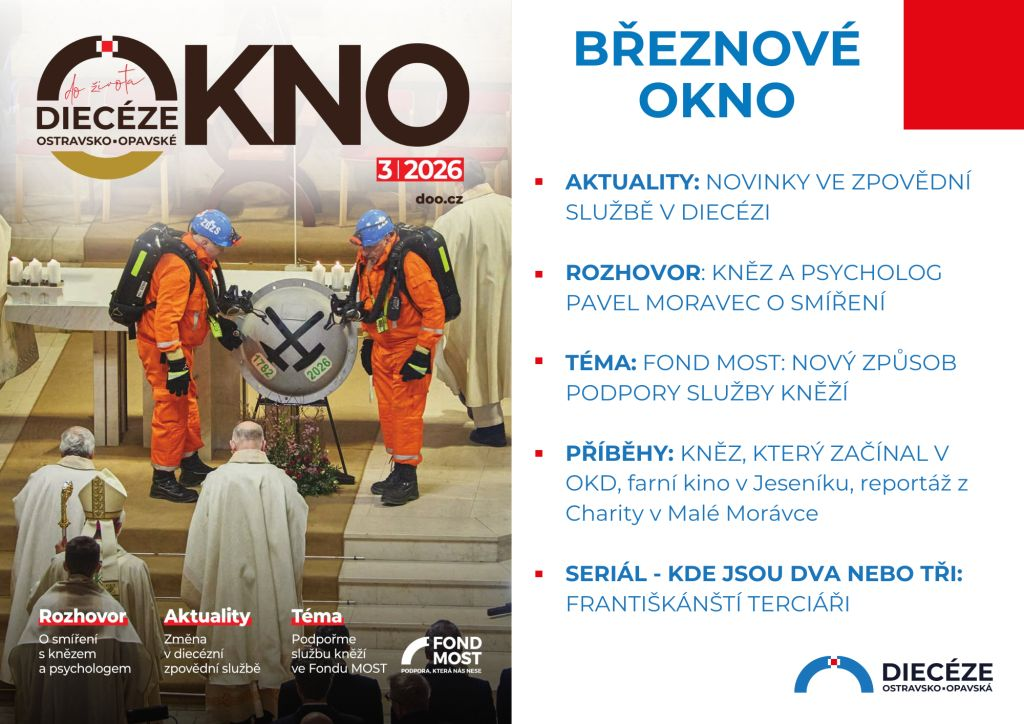 OKNO
do života
DIECÉZE
OSTRAVSKO•OPAVSKÉ
3 | 2026
doo.cz
ZBZS
1782
2026
Rozhovor
O smíření
s knězem
a psychologem
Aktuality
Změna
v diecézní
zpovědní službě
Téma
Podpořme
službu kněží
ve Fondu MOST
FOND
MOST
PODPORA, KTERÁ NÁS NESE
BŘEZNOVÉ
OKNO
AKTUALITY: NOVINKY VE ZPOVĚDNÍ
SLUŽBĚ V DIECÉZI
ROZHOVOR: KNĚZ A PSYCHOLOG
PAVEL MORAVEC O SMÍŘENÍ
TÉMA: FOND MOST: NOVÝ ZPŮSOB
PODPORY SLUŽBY KNĚŽÍ
PŘÍBĚHY: KNĚZ, KTERÝ ZAČÍNAL V
OKD, farní kino v Jeseníku, reportáž z
Charity v Malé Morávce
SERIÁL - KDE JSOU DVA NEBO TŘI:
FRANTIŠKÁNŠTÍ TERCIÁŘI
DIECÉZE
OSTRAVSKO•OPAVSKÁ